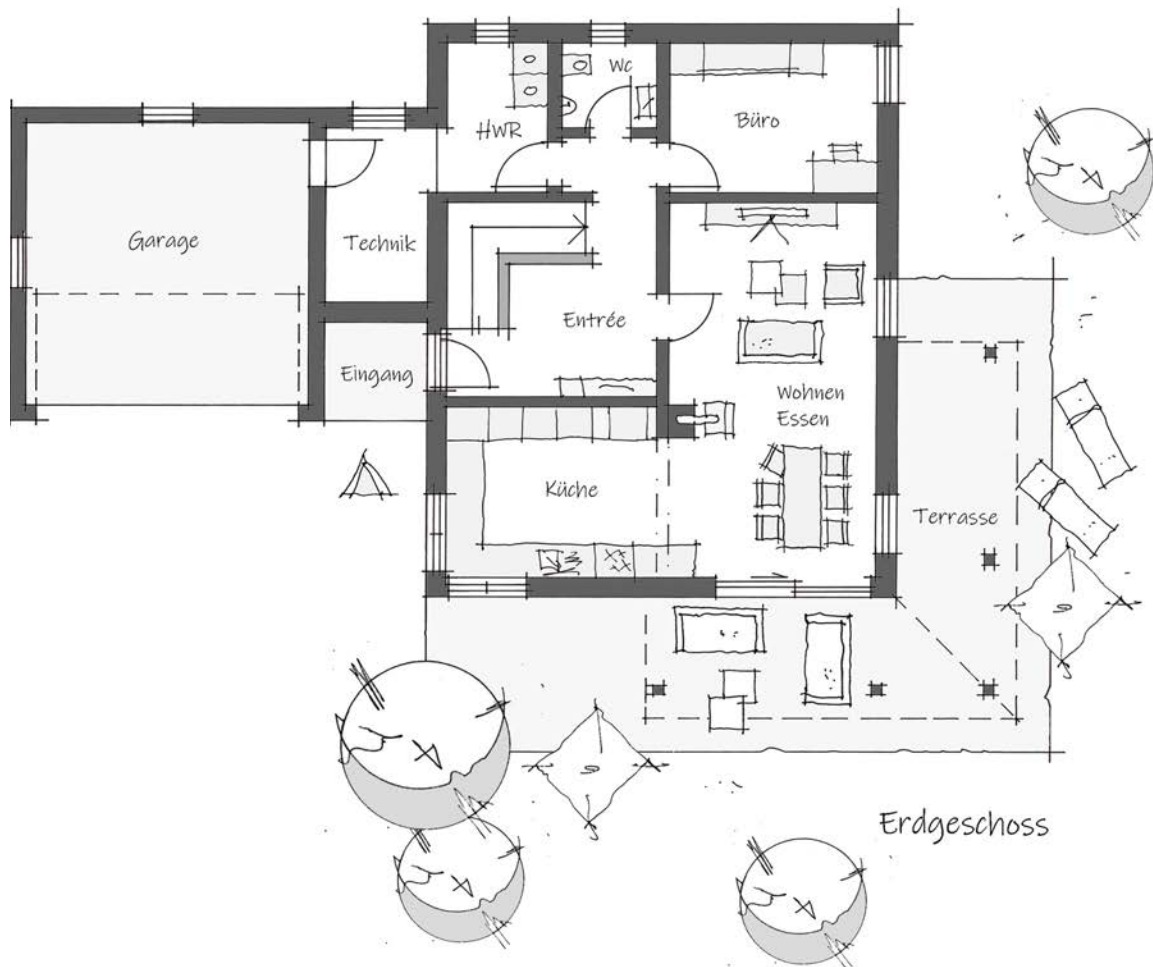 Wc
HWR
Büro
Garage
Technik
Entrée
Eingang
Wohnen
Essen
Küche
Terrasse
Erdgeschoss